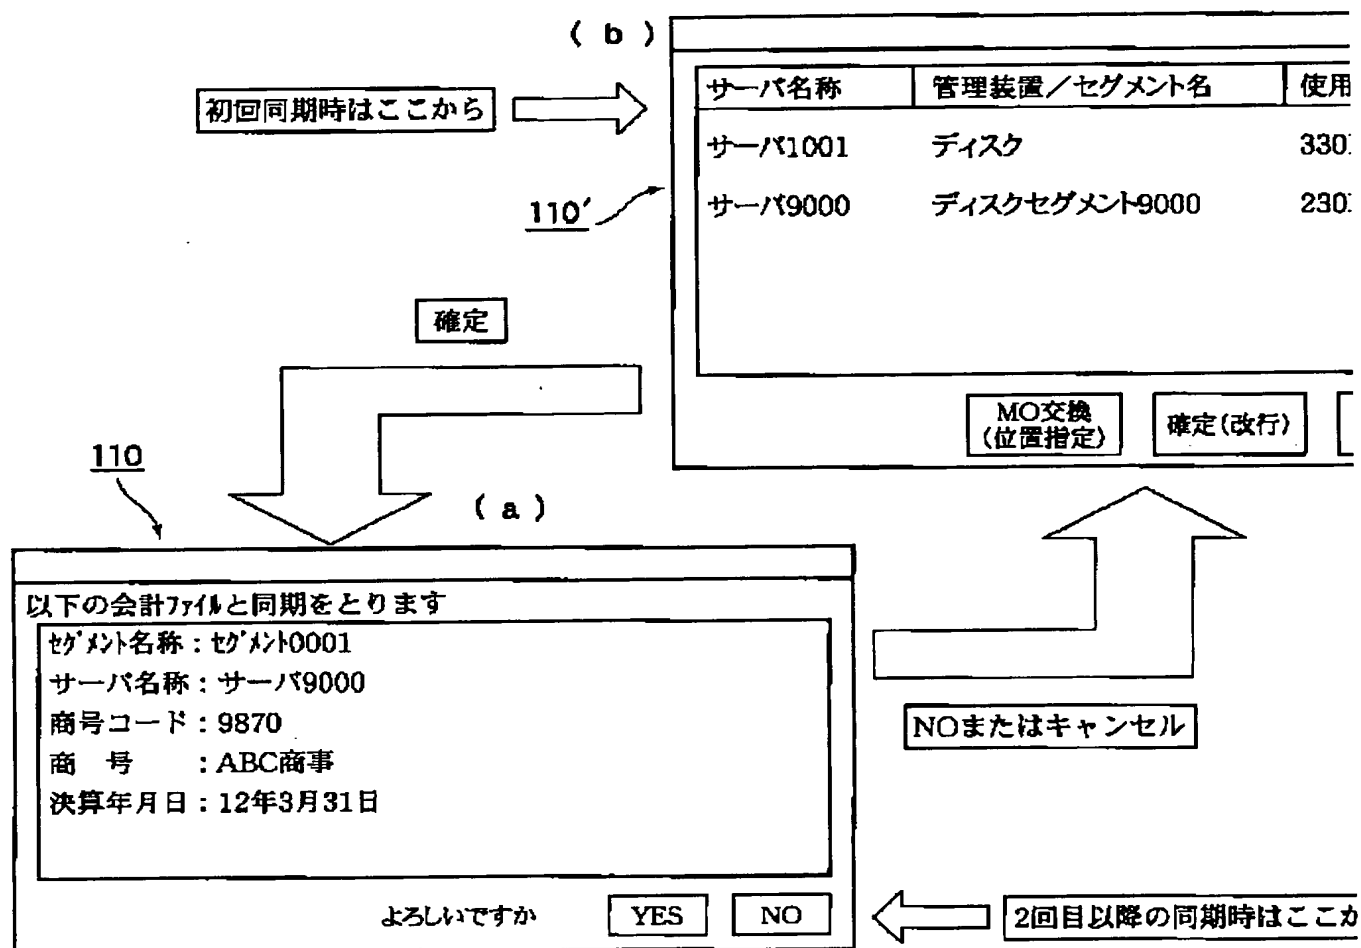 ( b )
初回同期時はここから
サーバ名称 管理装置/セグメント名 使用
サーバ1001 ディスク 330
サーバ9000 ディスクセグメント9000 230
110′
確定
MO交換
(位置指定)
確定(改行)
110
( a )
以下の会計ファイルと同期をとります
セグメント名称:セグメント0001
サーバ名称:サーバ9000
商号コード:9870
商 号 :ABC商事
決算年月日:12年3月31日
よろしいですか YES NO
NOまたはキャンセル
2回目以降の同期時はここか